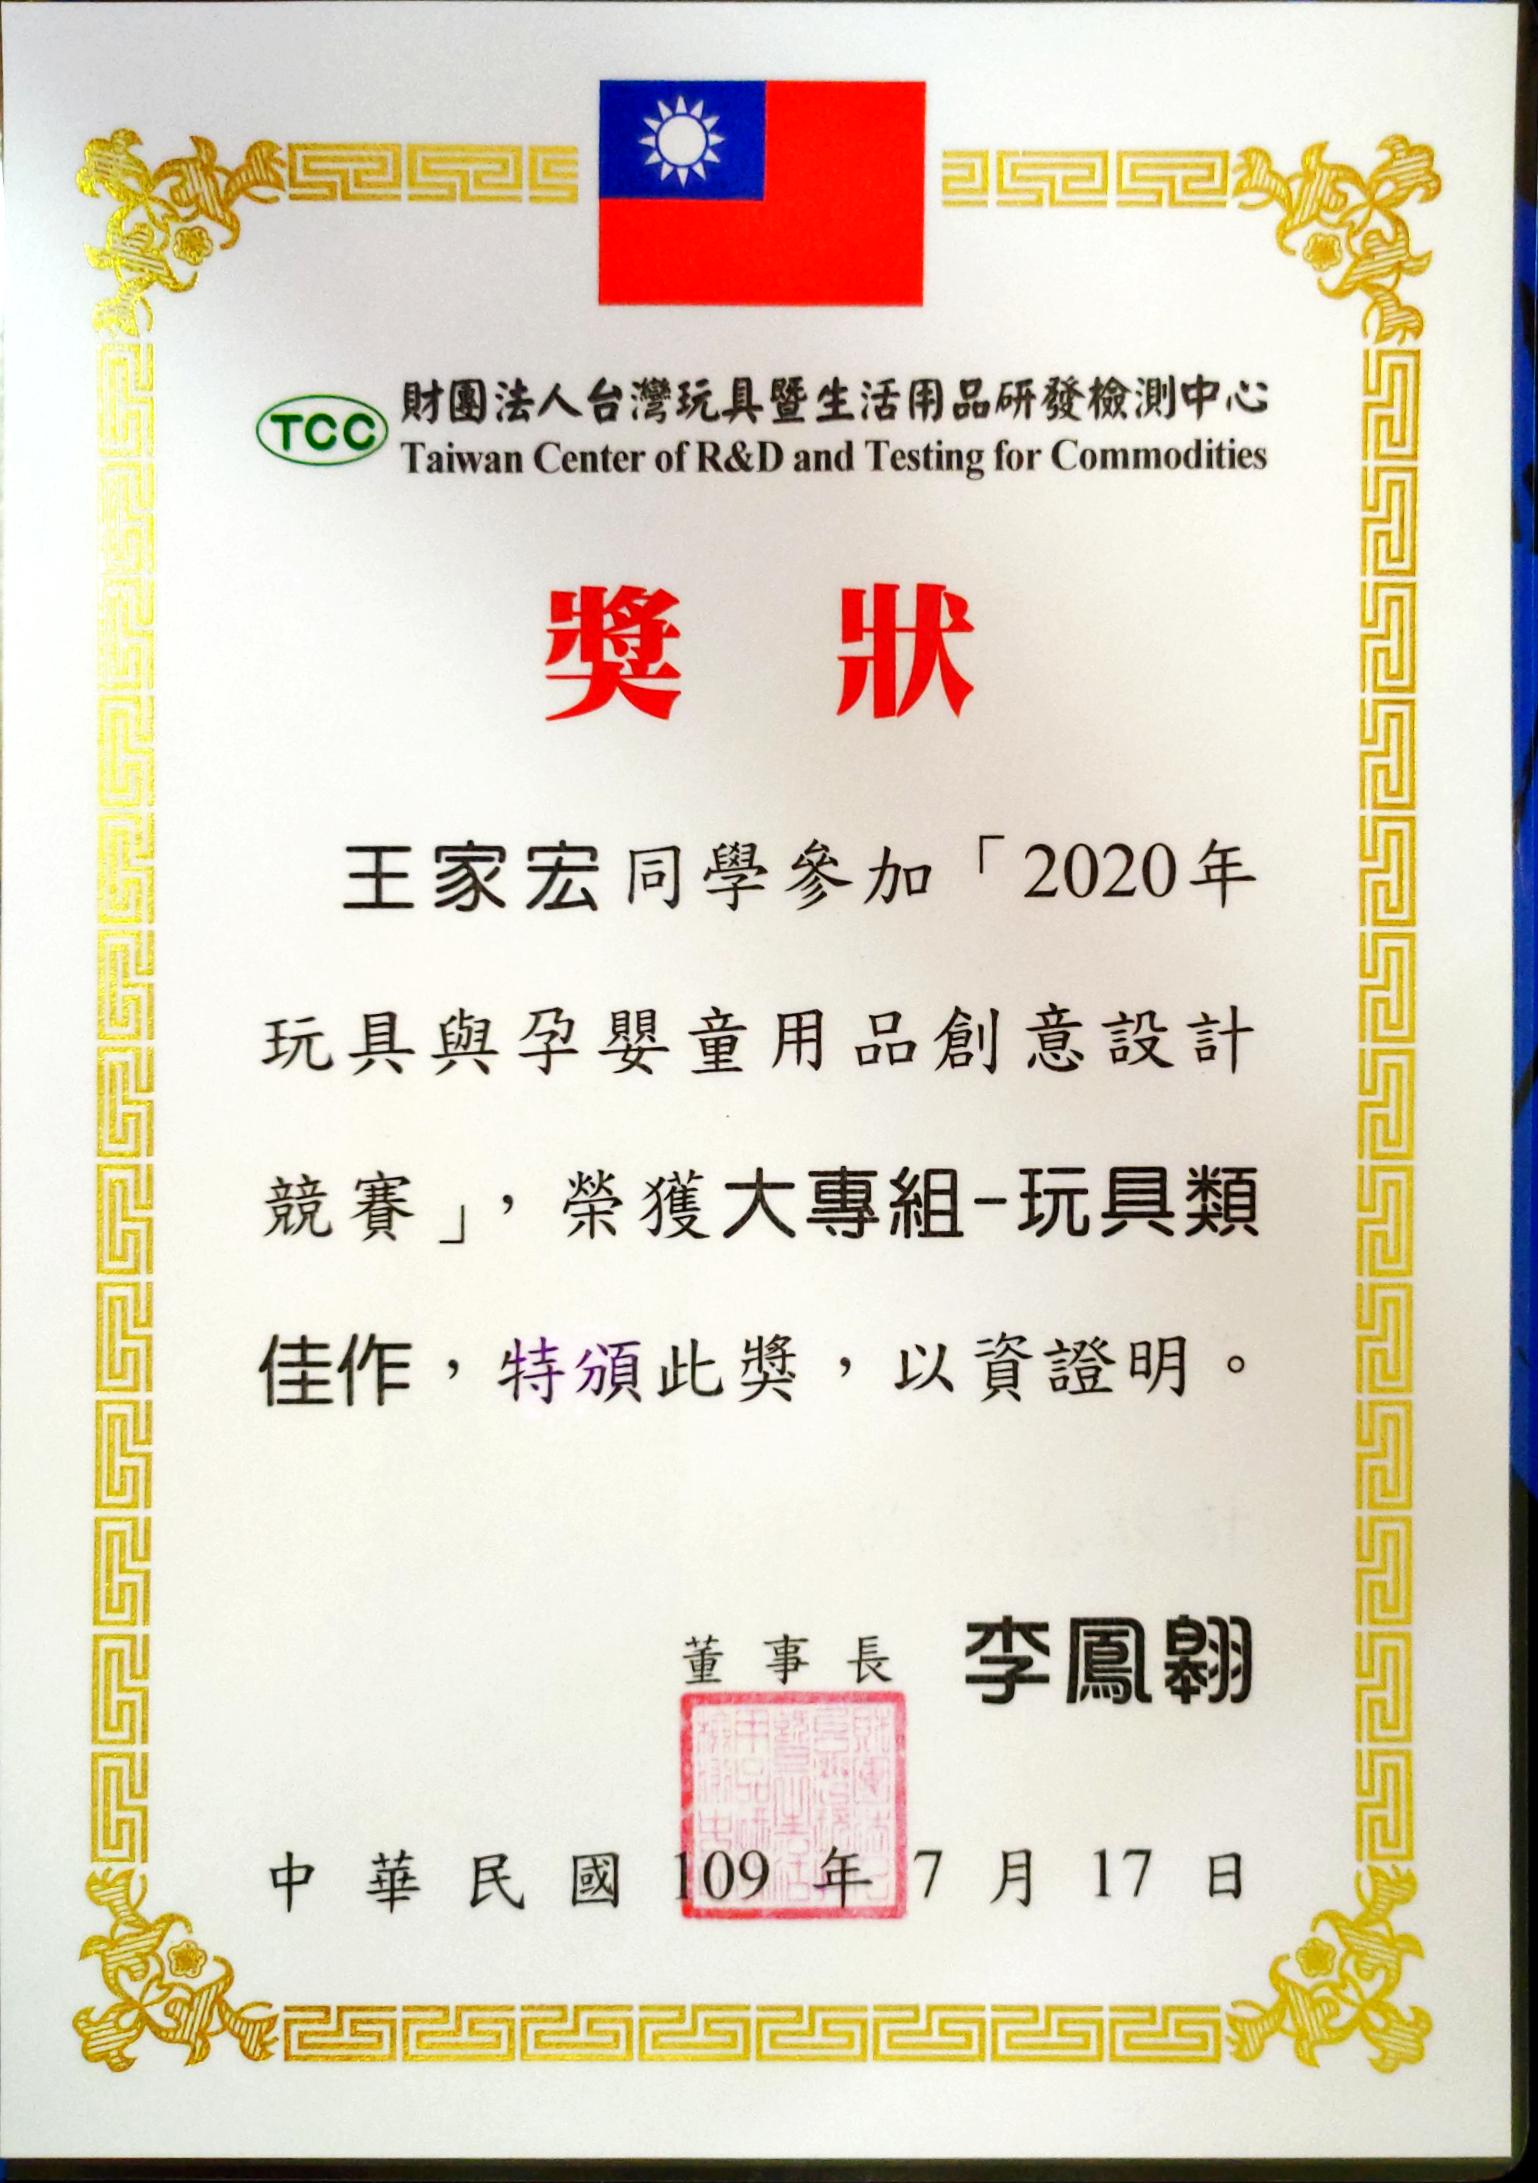 TCC 財團法人台灣玩具暨生活用品研發檢測中心
Taiwan Center of R&D and Testing for Commodities
獎 狀
王家宏同學參加「2020年
玩具與孕嬰童用品創意設計
競賽」，榮獲大專組-玩具類
佳作，特頒此獎，以資證明。
董事長 李鳳翱
中華民國109年7月17日